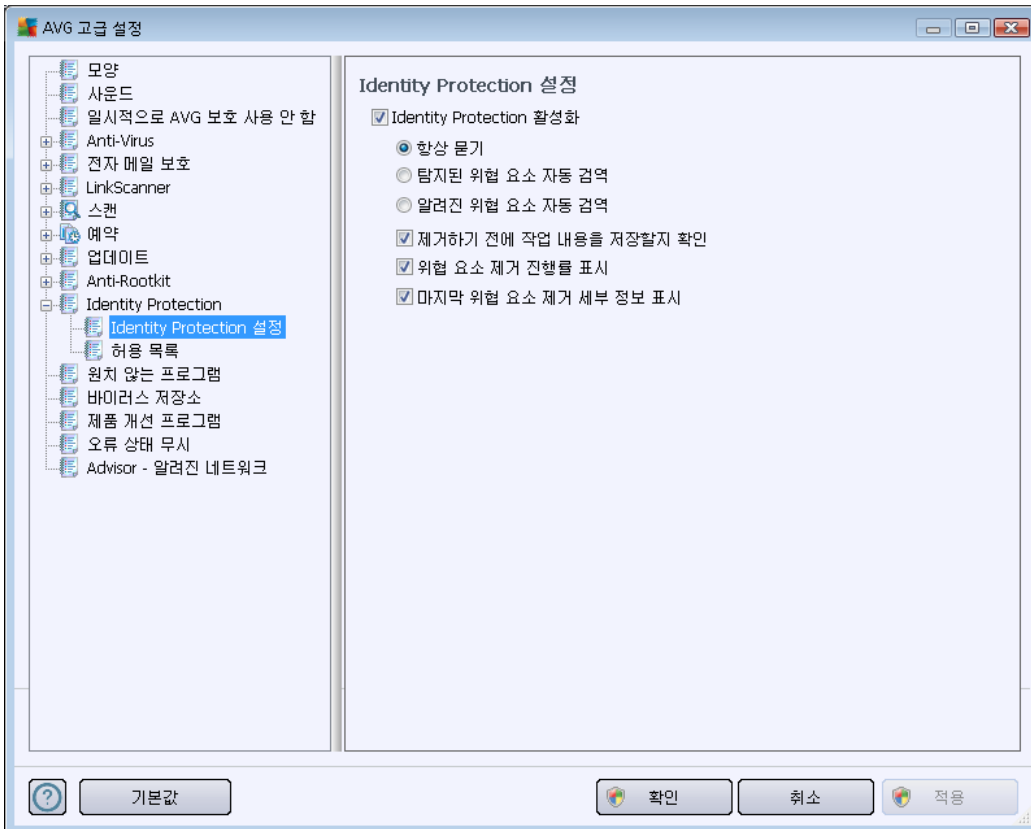 AVG 고급 설정
모양
사운드
일시적으로 AVG 보호 사용 안 함
Anti-Virus
전자 메일 보호
LinkScanner
스캔
예약
업데이트
Anti-Rootkit
Identity Protection
Identity Protection 설정
허용 목록
원치 않는 프로그램
바이러스 저장소
제품 개선 프로그램
오류 상태 무시
Advisor - 알려진 네트워크
Identity Protection 설정
Identity Protection 활성화
항상 묻기
탐지된 위협 요소 자동 검역
알려진 위협 요소 자동 검역
제거하기 전에 작업 내용을 저장할지 확인
위협 요소 제거 진행률 표시
마지막 위협 요소 제거 세부 정보 표시
기본값
확인
취소
적용